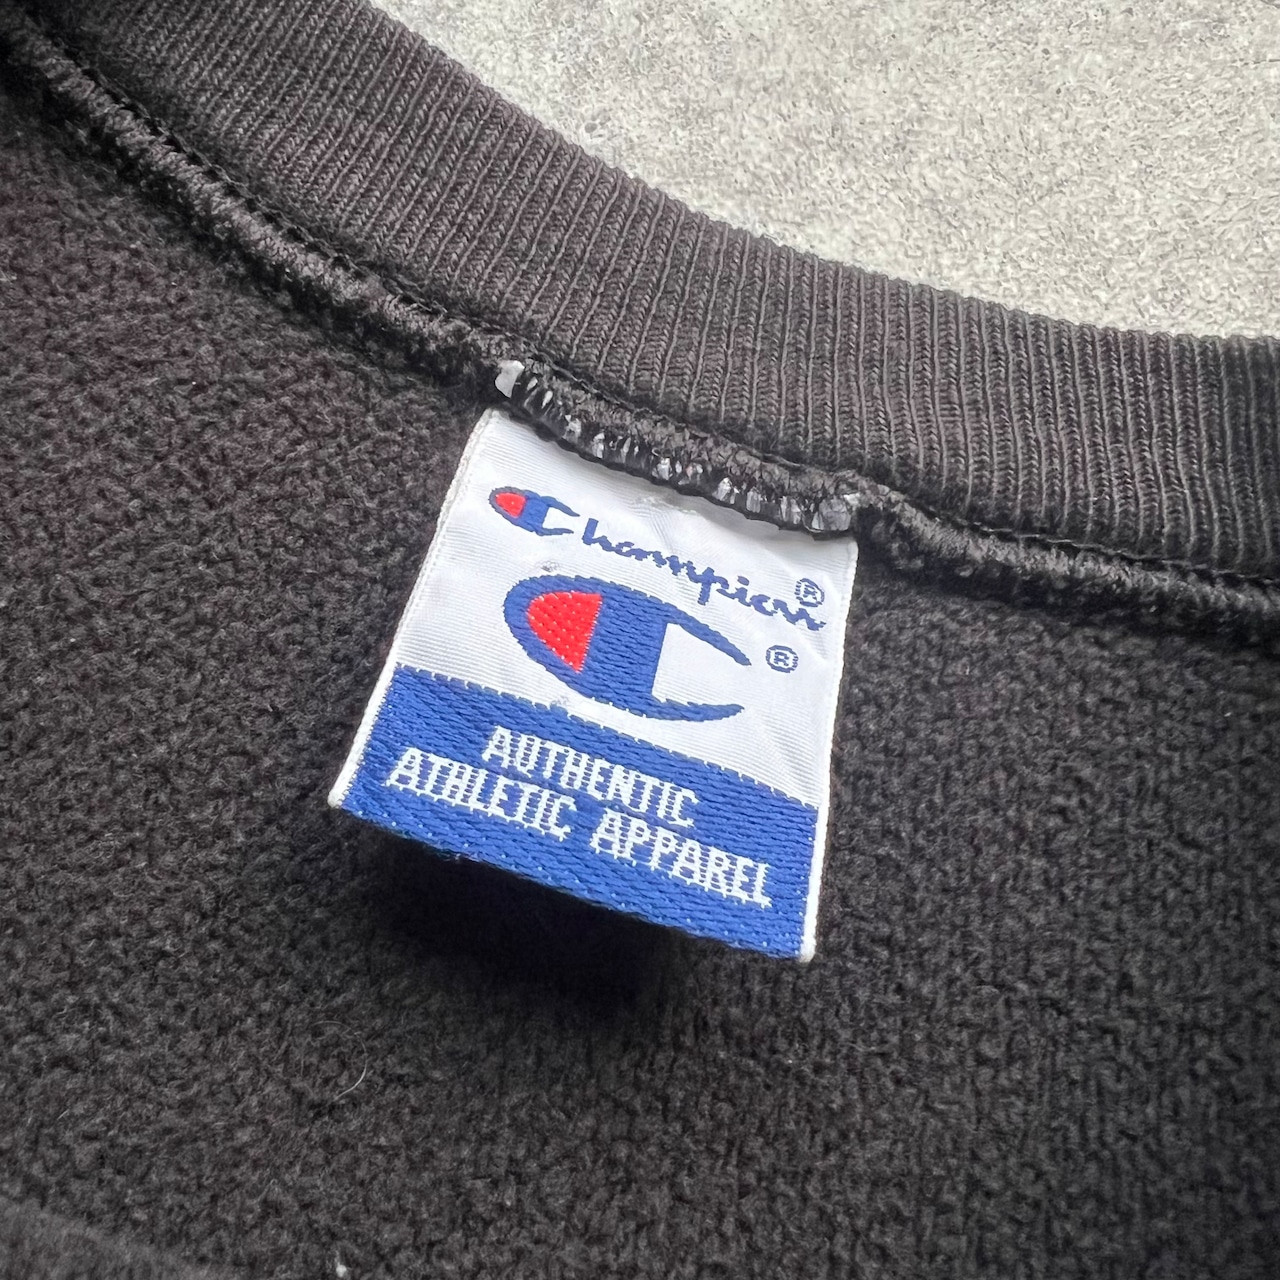 Champion®
®
AUTHENTIC
ATHLETIC APPAREL